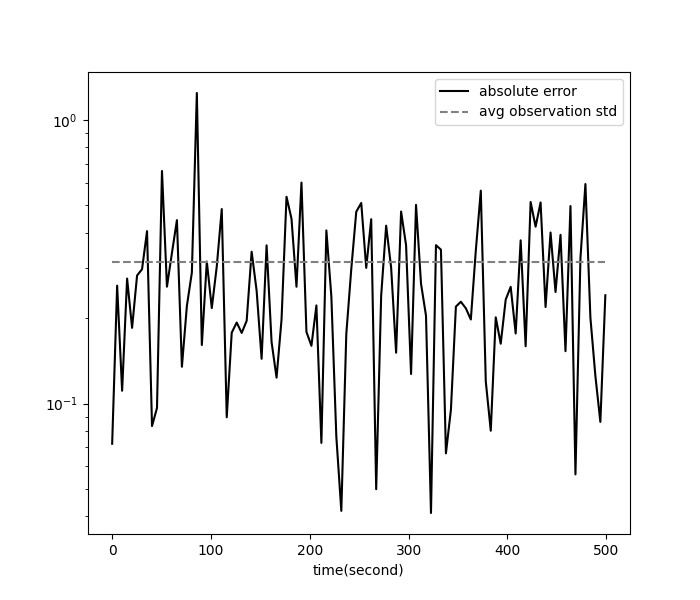 absolute error
avg observation std
10⁰
10⁻¹
0 100 200 300 400 500
time(second)